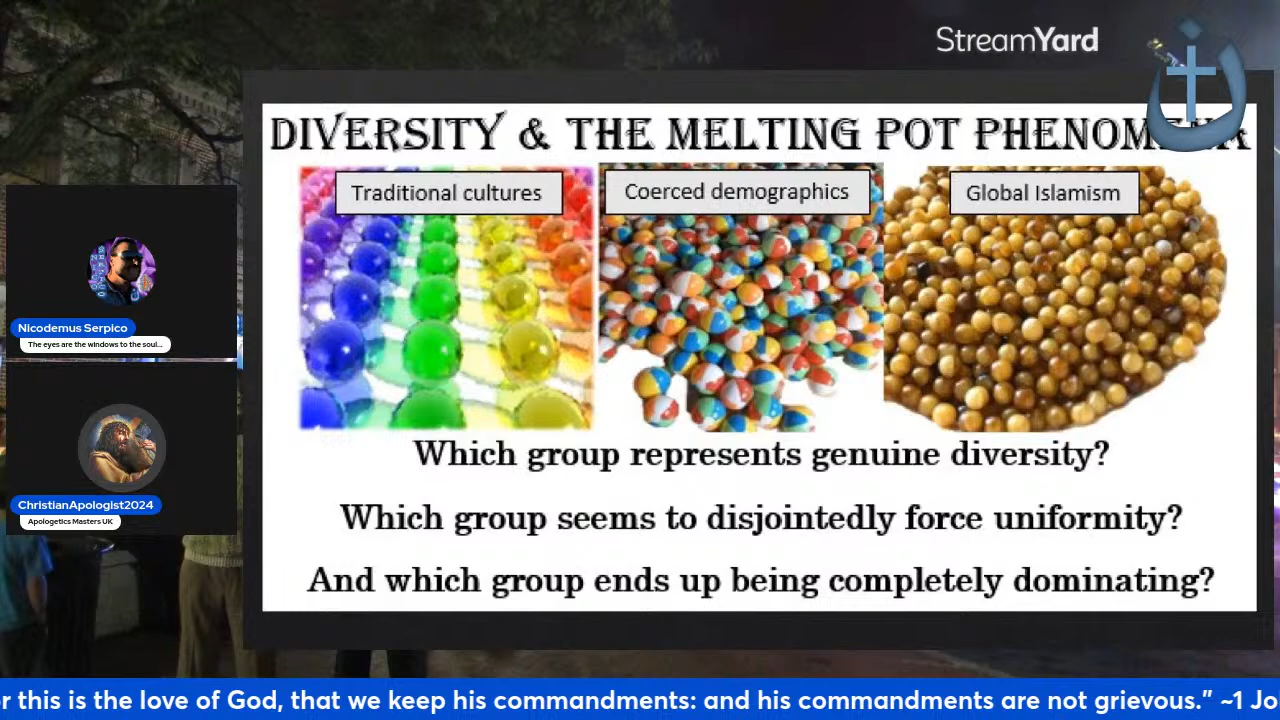 StreamYard
DIVERSITY & THE MELTING POT PHENOMENA
Traditional cultures
Coerced demographics
Global Islamism
Which group represents genuine diversity?
Which group seems to disjointedly force uniformity?
And which group ends up being completely dominating?
Nicodemus Serpico
The eyes are the windows to the soul...
ChristianApologist2024
Apologetics Masters UK
r this is the love of God, that we keep his commandments: and his commandments are not grievous.” ~1 Jo